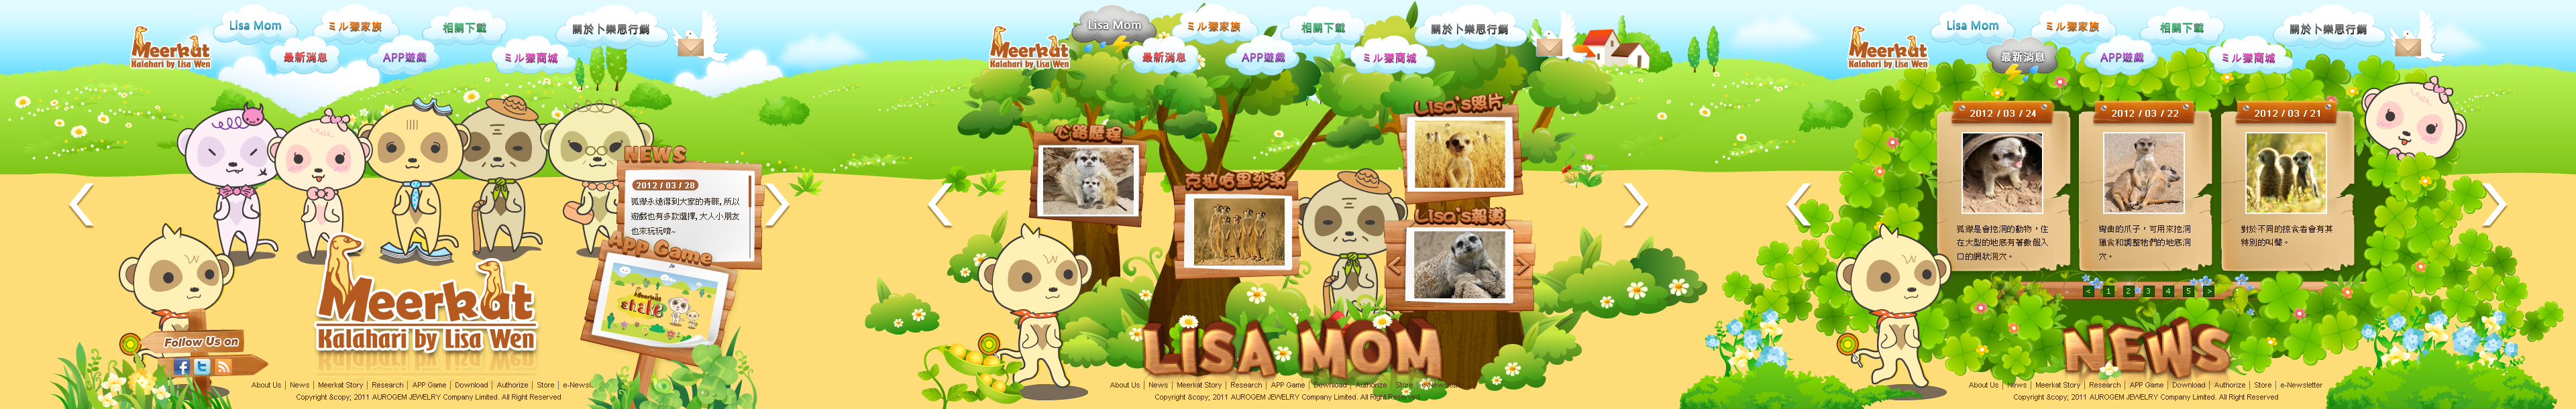 Lisa Mom
ミル獴家族
相關下載
關於卜樂思行銷
最新消息
APP遊戲
ミル獴商城
Meerkat
Kalahari by Lisa Wen
NEWS
2012 / 03 / 28
狐獴永遠得到大家的青睞, 所以
遊戲也有多款選擇, 大人小朋友
也來玩玩唷~
App Game
Meerkat
shake
Meerkat
Kalahari by Lisa Wen
Follow Us on
About Us | News | Meerkat Story | Research | APP Game | Download | Authorize | Store | e-News
Copyright &copy; 2011 AUROGEM JEWELRY Company Limited. All Right Reserved
Lisa Mom
ミル獴家族
相關下載
關於卜樂思行銷
最新消息
APP遊戲
ミル獴商城
Meerkat
Kalahari by Lisa Wen
心路歷程
Lisa's照片
克拉哈里沙漠
Lisa's報導
LISA MOM
About Us | News | Meerkat Story | Research | APP Game | Download | Authorize | Store | e-Newsletter
Copyright &copy; 2011 AUROGEM JEWELRY Company Limited. All Right Reserved
Lisa Mom
ミル獴家族
相關下載
關於卜樂思行銷
最新消息
APP遊戲
ミル獴商城
Meerkat
Kalahari by Lisa Wen
2012 / 03 / 24
狐獴是會挖洞的動物，住
在大型的地底有著數個入
口的網狀洞穴。
2012 / 03 / 22
彎曲的爪子，可用來挖洞
獵食和調整牠們的地底洞
穴。
2012 / 03 / 21
對於不同的掠食者會有其
特別的叫聲。
< 1 2 3 4 5 >
NEWS
About Us | News | Meerkat Story | Research | APP Game | Download | Authorize | Store | e-Newsletter
Copyright &copy; 2011 AUROGEM JEWELRY Company Limited. All Right Reserved